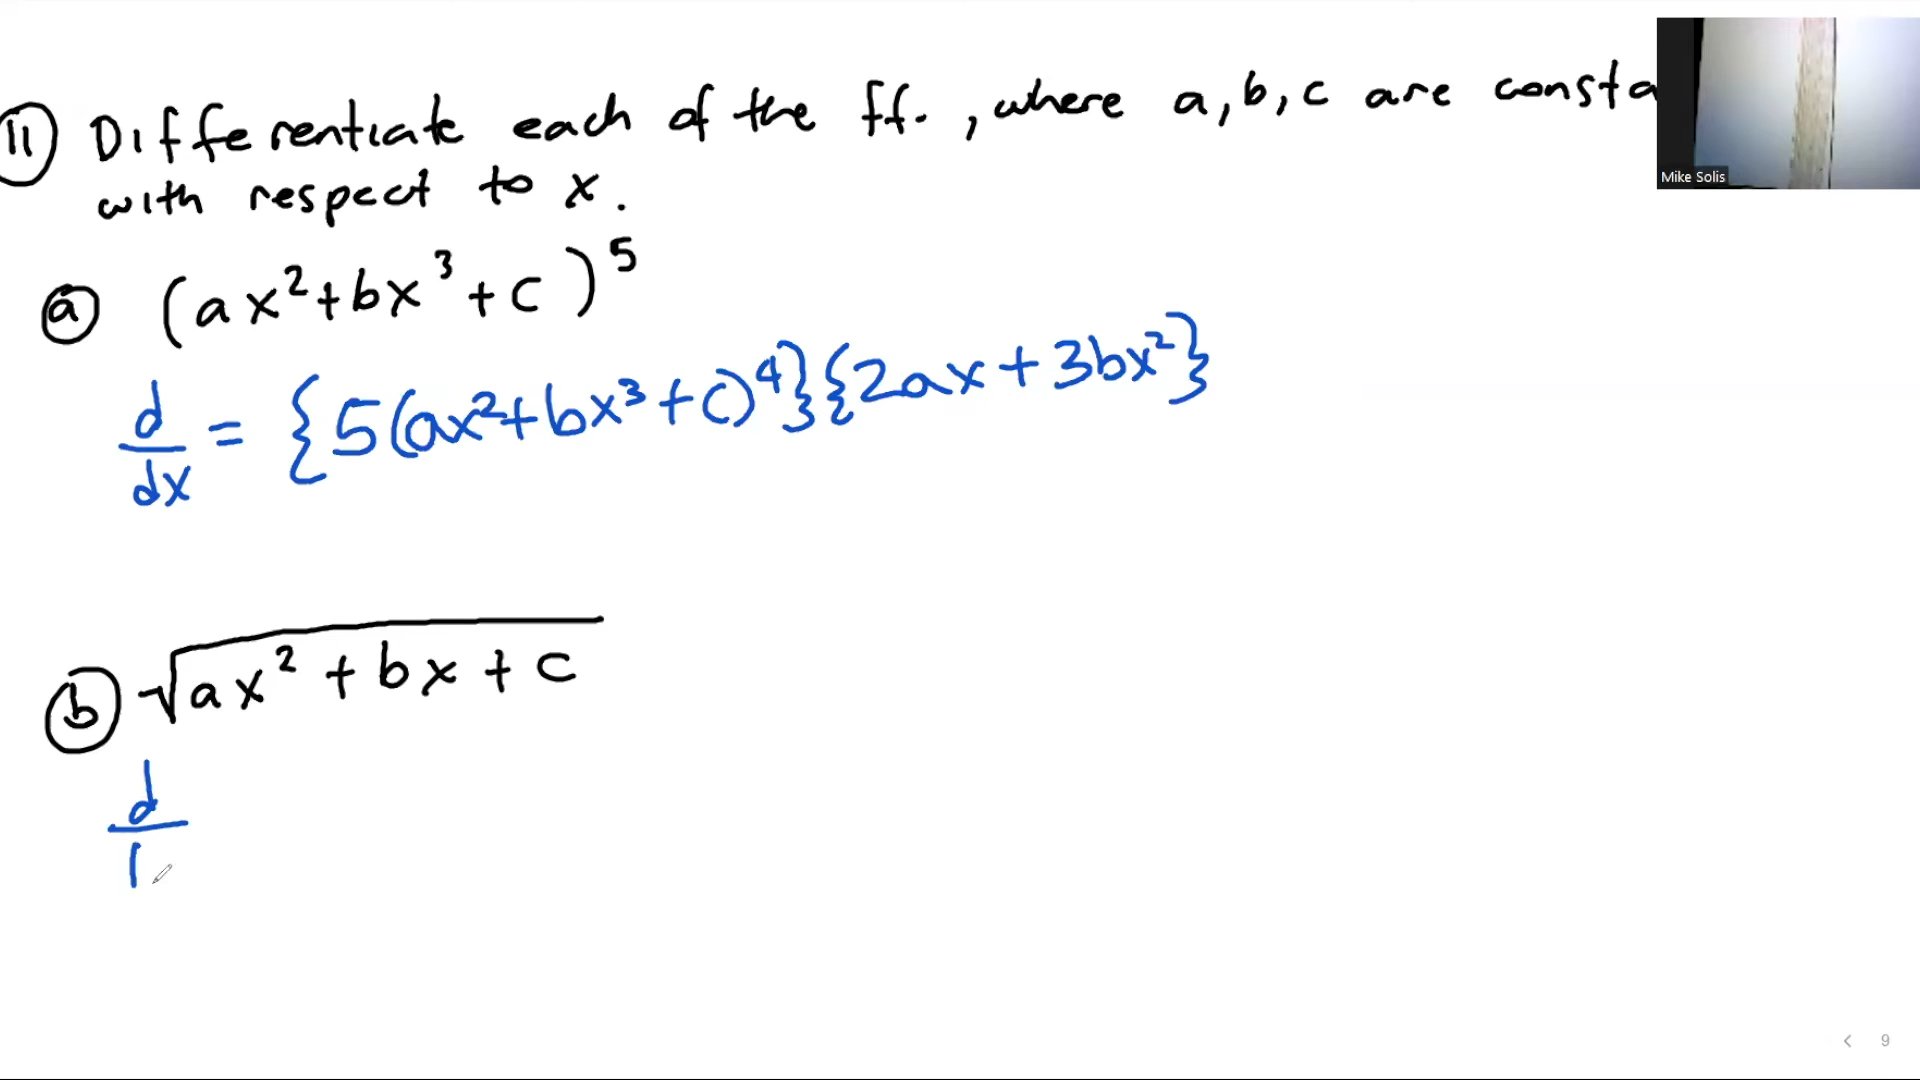 11 Differentiate each of the ff. , where a, b, c are consta
with respect to x.
a (ax²+bx³+c)⁵
d/dx = {5(ax²+bx³+c)⁴}{2ax+3bx²}
b √ax²+bx+c
d
Mike Solis
< 9